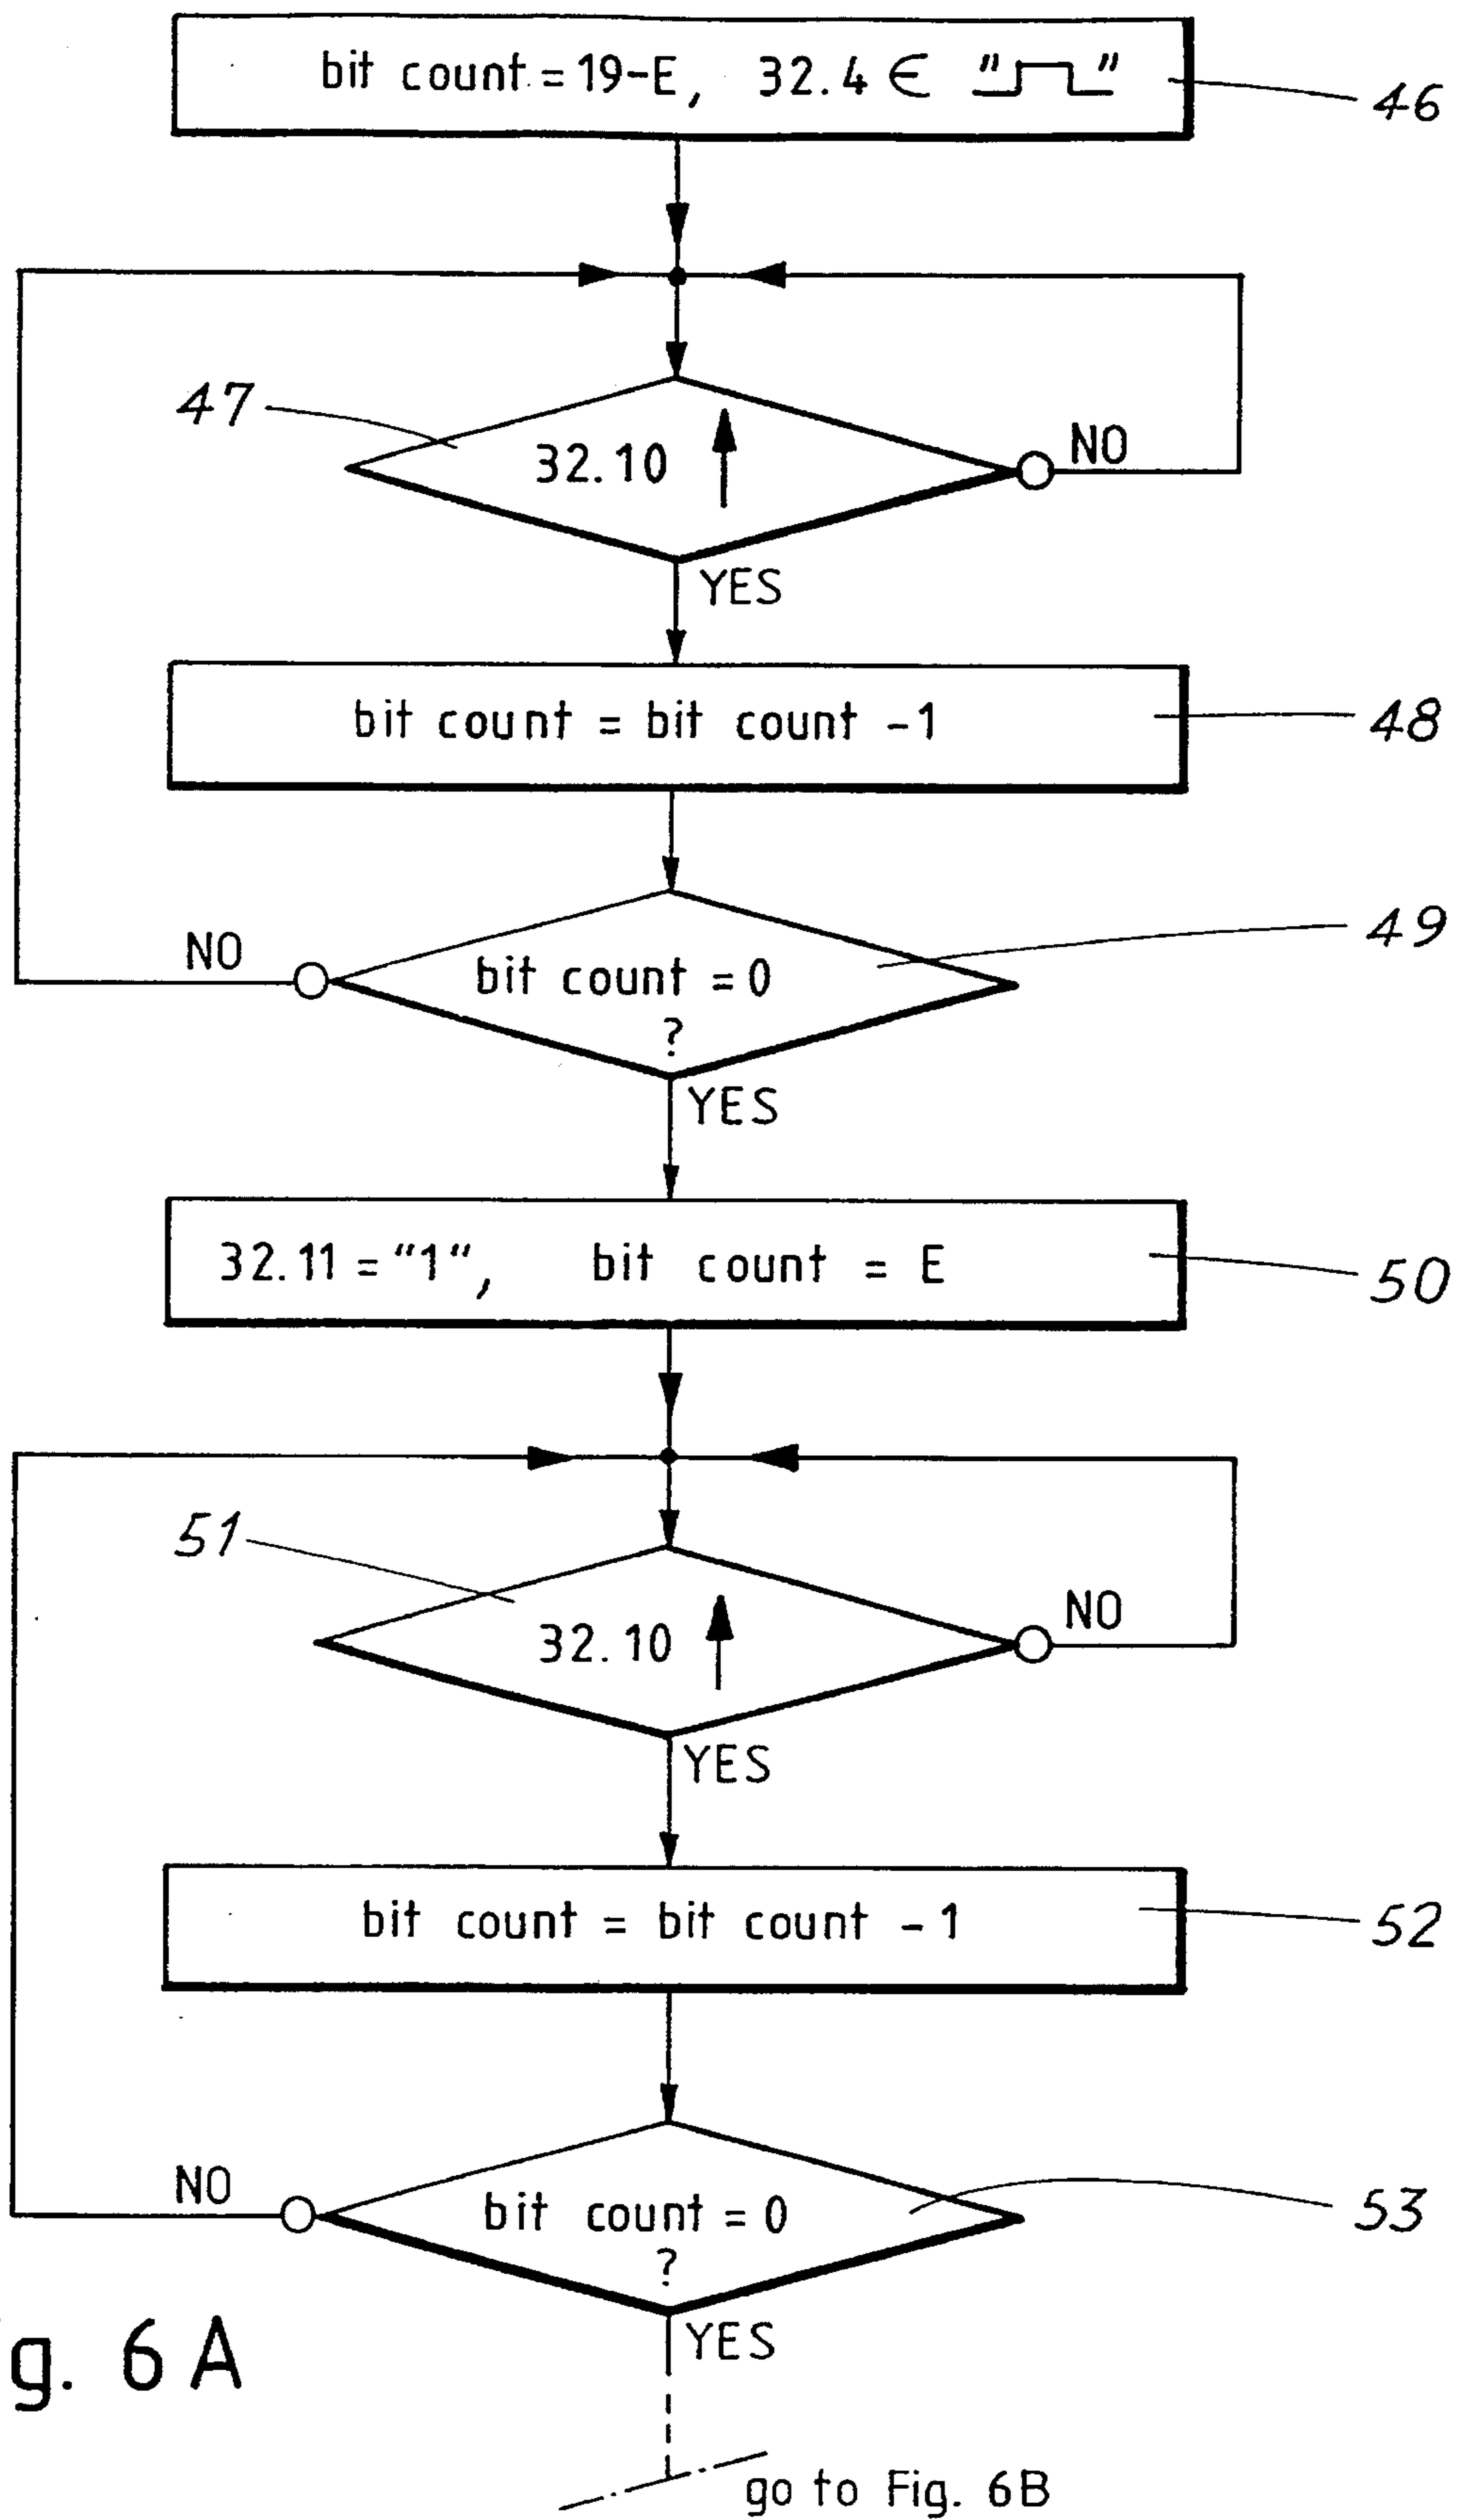 bit count = 19-E, 32.4 ∈ " "
46
47
32.10
NO
YES
bit count = bit count -1
48
49
NO
bit count = 0
?
YES
32.11 = "1", bit count = E
50
51
32.10
NO
YES
bit count = bit count -1
52
53
NO
bit count = 0
?
YES
g. 6A
go to Fig. 6B